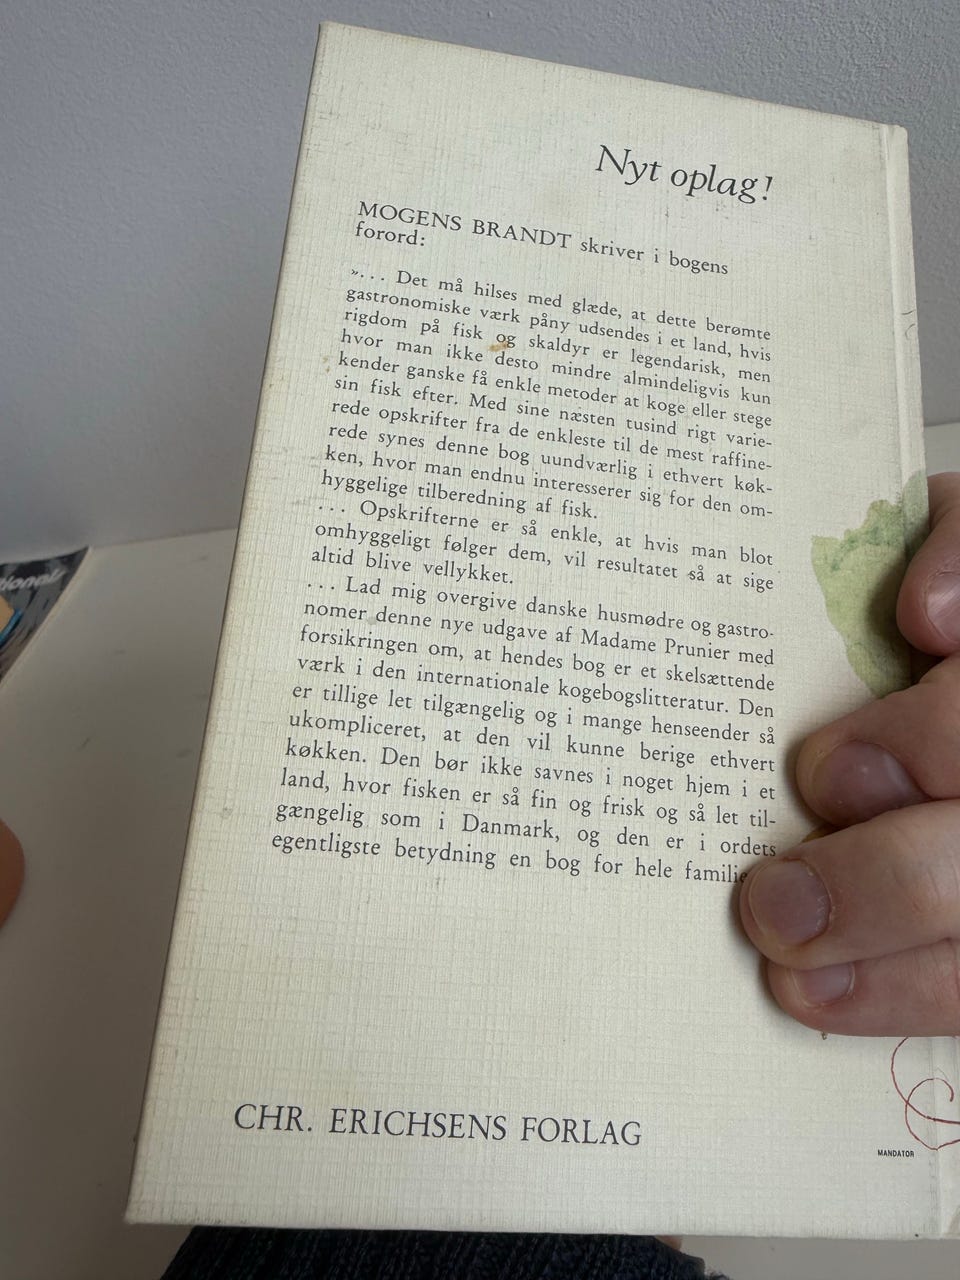 Nyt oplag!
MOGENS BRANDT skriver i bogens
forord:
»... Det må hilses med glæde, at dette berømte
gastronomiske værk påny udsendes i et land, hvis
rigdom på fisk og skaldyr er legendarisk, men
hvor man ikke desto mindre almindeligvis kun
kender ganske få enkle metoder at koge eller stege
sin fisk efter. Med sine næsten tusind rigt varie-
rede opskrifter fra de enkleste til de mest raffine-
rede synes denne bog uundværlig i ethvert køk-
ken, hvor man endnu interesserer sig for den om-
hyggelige tilberedning af fisk.
... Opskrifterne er så enkle, at hvis man blot
omhyggeligt følger dem, vil resultatet så at sige
altid blive vellykket.
... Lad mig overgive danske husmødre og gastro-
nomer denne nye udgave af Madame Prunier med
forsikringen om, at hendes bog er et skelsættende
værk i den internationale kogebogslitteratur. Den
er tillige let tilgængelig og i mange henseender så
ukompliceret, at den vil kunne berige ethvert
køkken. Den bør ikke savnes i noget hjem i et
land, hvor fisken er så fin og frisk og så let til-
gængelig som i Danmark, og den er i ordets
egentligste betydning en bog for hele familie
CHR. ERICHSENS FORLAG
MANDATOR